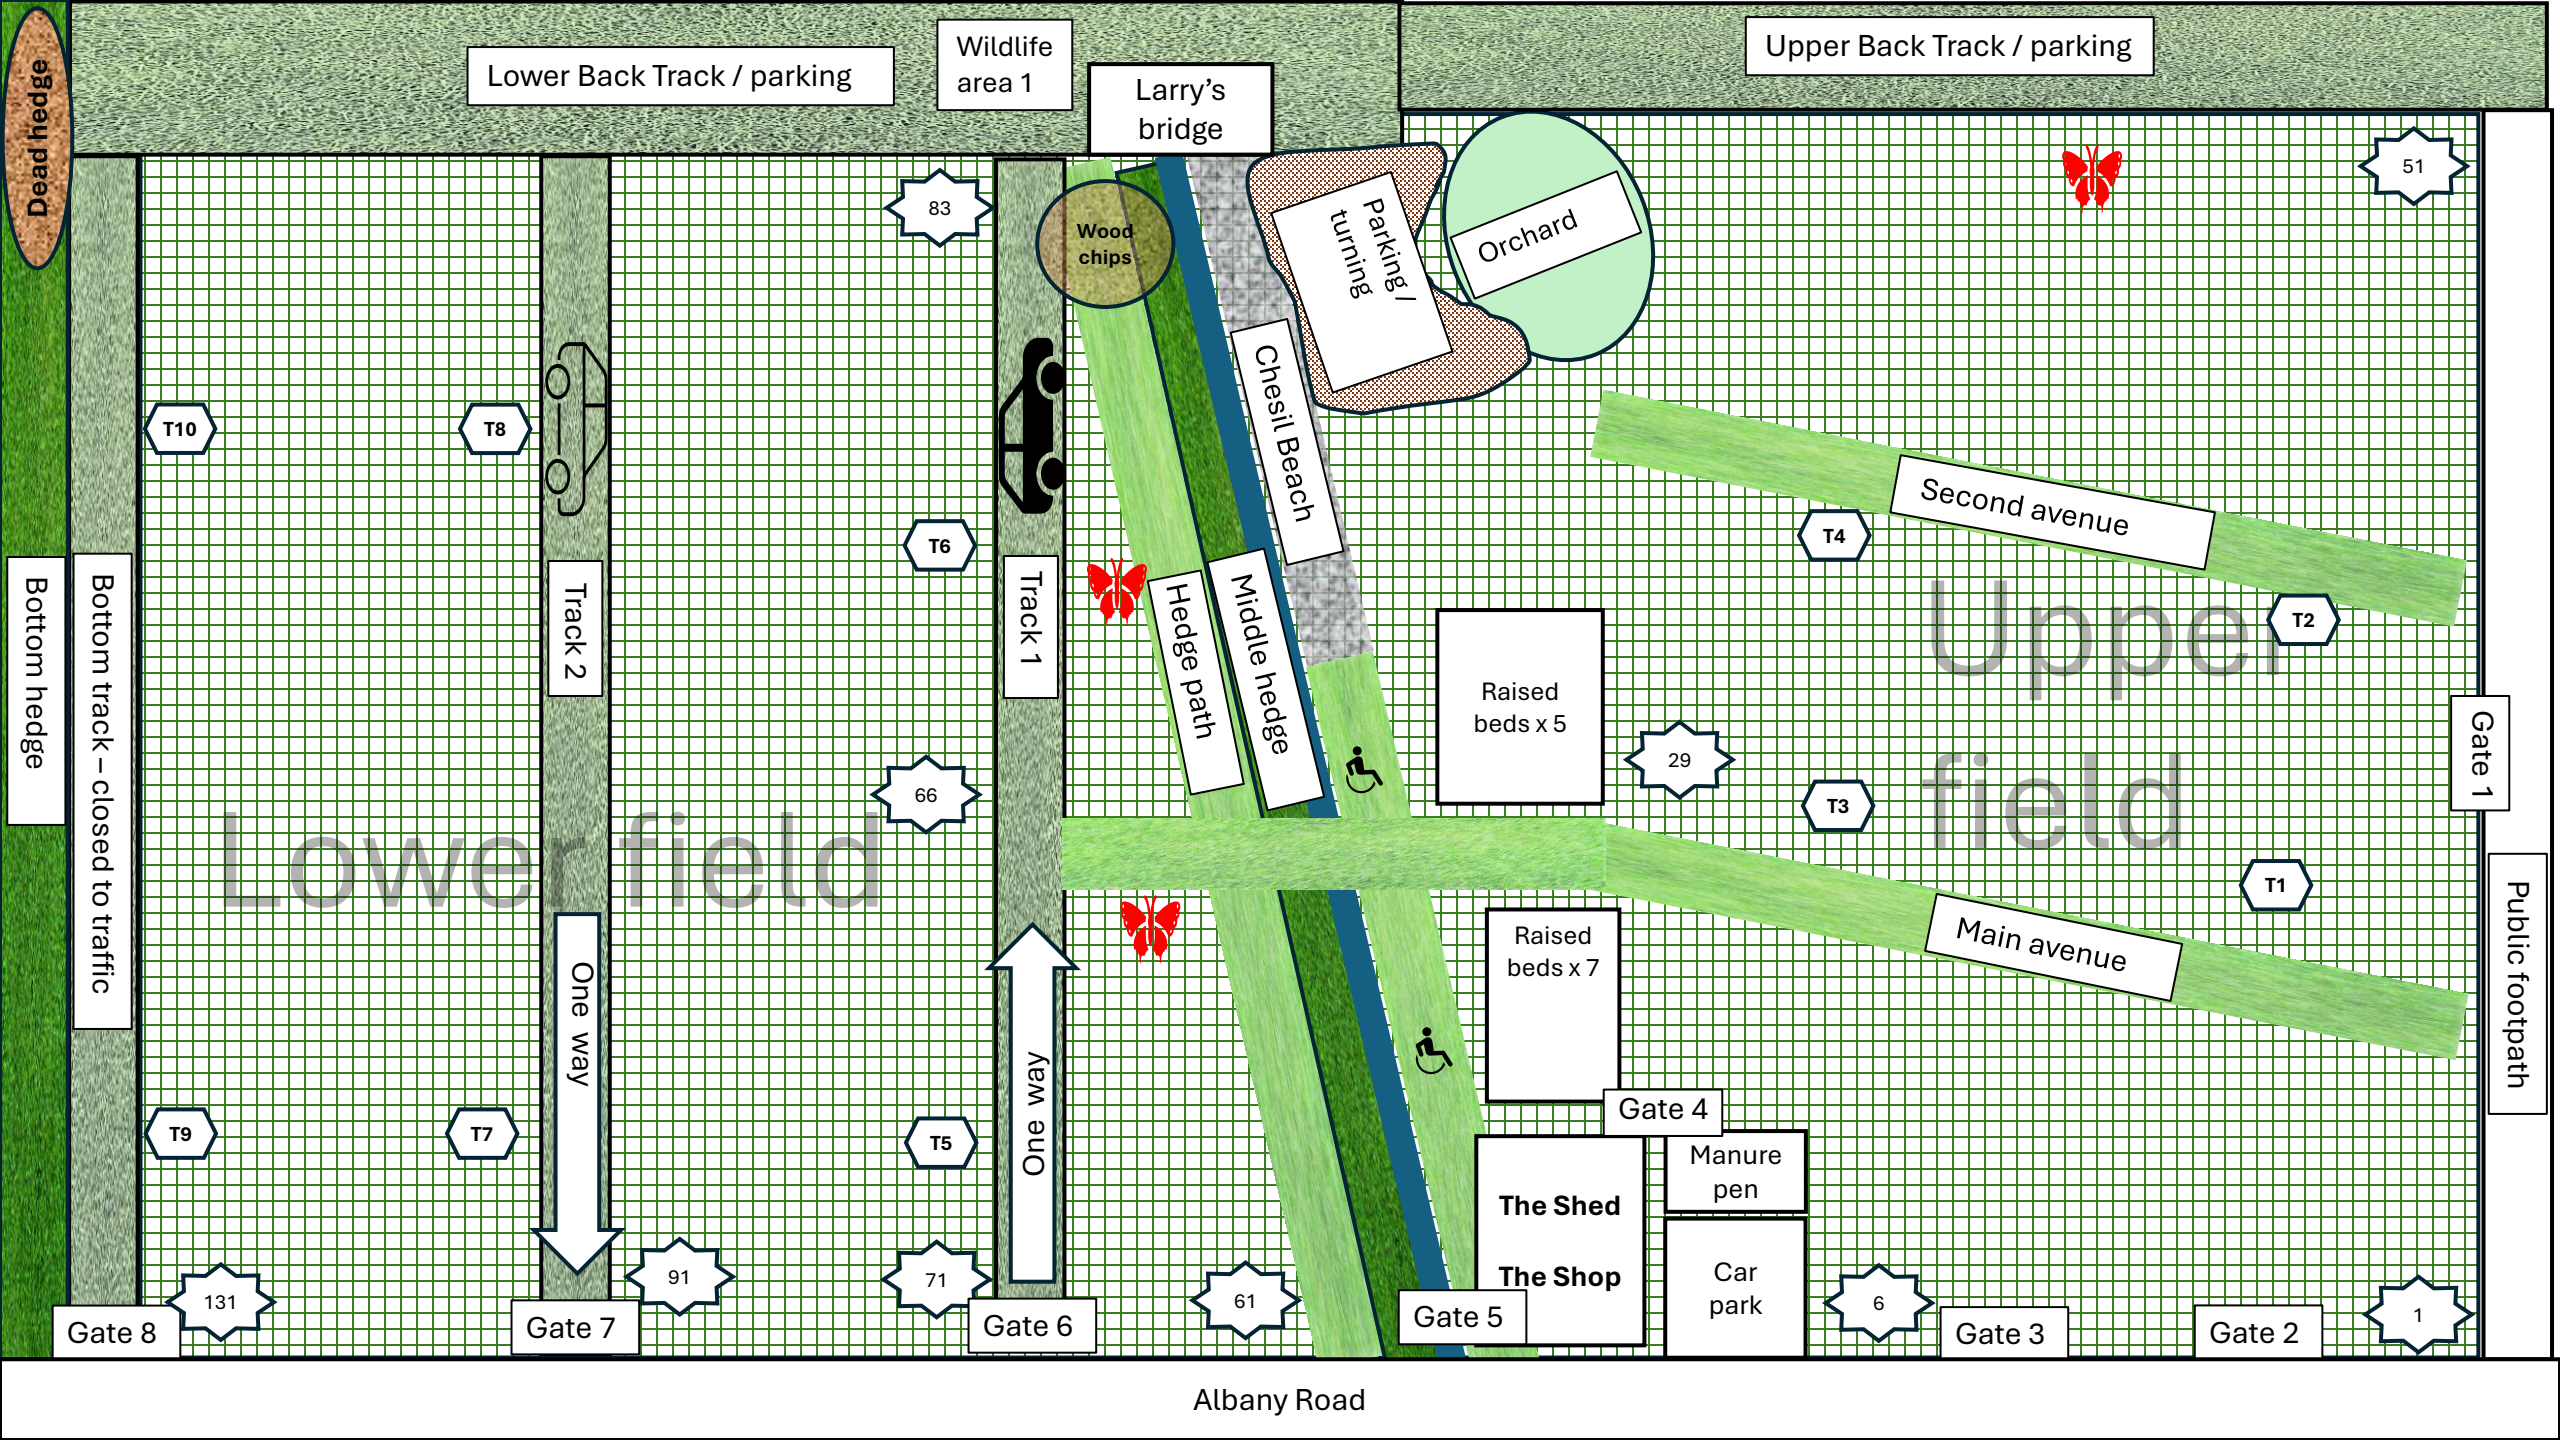 Dead hedge
Lower Back Track / parking
Wildlife
area 1
Larry's
bridge
Upper Back Track / parking
83
Wood
chips
Parking /
turning
Orchard
51
T10
T8
T6
Chesil Beach
Second avenue
T4
T2
Upper
field
Bottom hedge
Bottom track – closed to traffic
Track 2
Track 1
Hedge path
Middle hedge
Raised
beds x 5
29
Gate 1
66
T3
Lower field
T1
Main avenue
Public footpath
Raised
beds x 7
One way
One way
T9
T7
T5
Gate 4
Manure
pen
The Shed
The Shop
Car
park
131
91
71
61
6
1
Gate 8
Gate 7
Gate 6
Gate 5
Gate 3
Gate 2
Albany Road